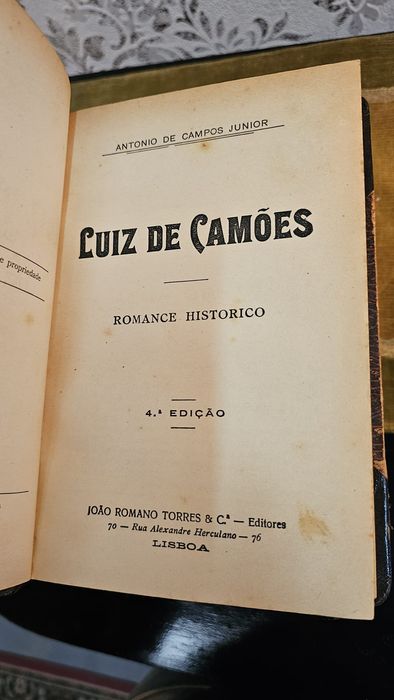 e propriedade
ANTONIO DE CAMPOS JUNIOR
LUIZ DE CAMÕES
ROMANCE HISTORICO
4.ª EDIÇÃO
JOÃO ROMANO TORRES & C.ª — Editores
70 — Rua Alexandre Herculano — 76
LISBOA